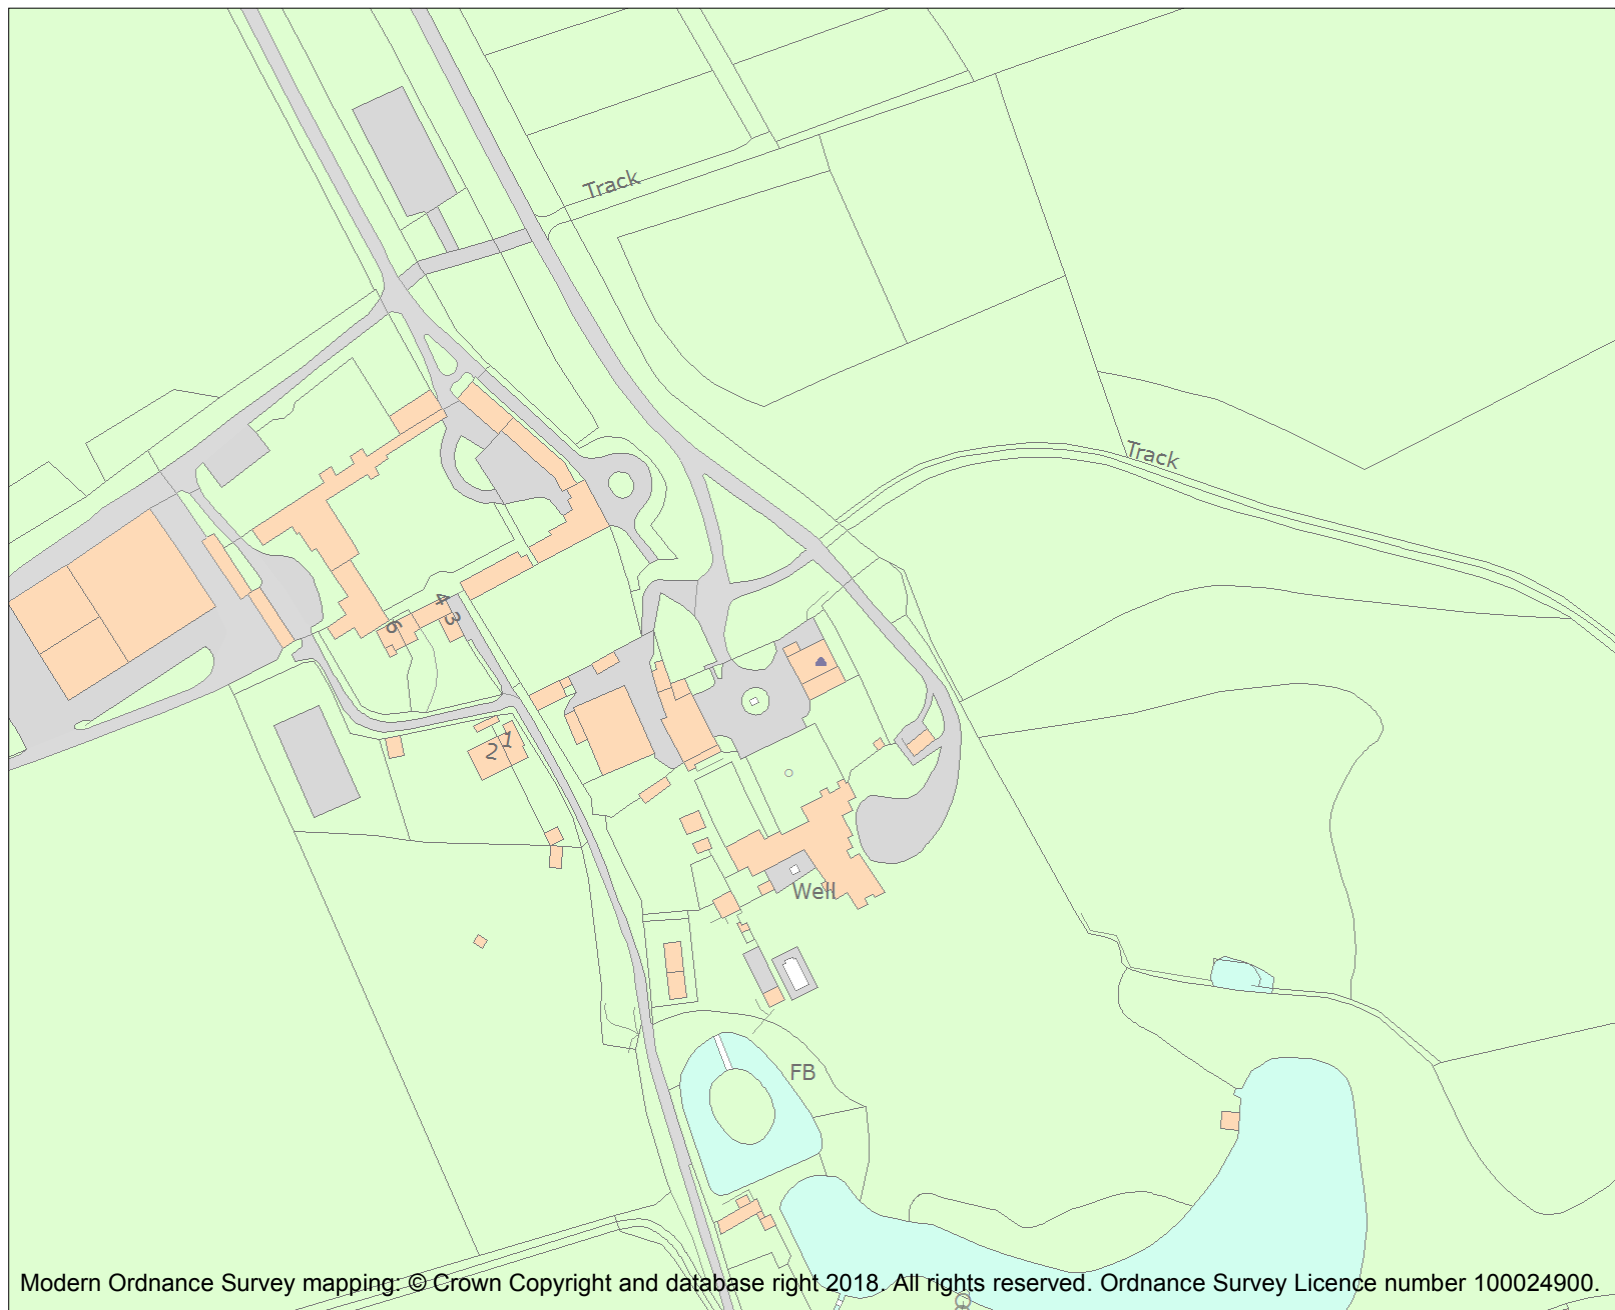 Track
Track
4
3
6
1
2
Well
FB
Modern Ordnance Survey mapping: © Crown Copyright and database right 2018. All rights reserved. Ordnance Survey Licence number 100024900.